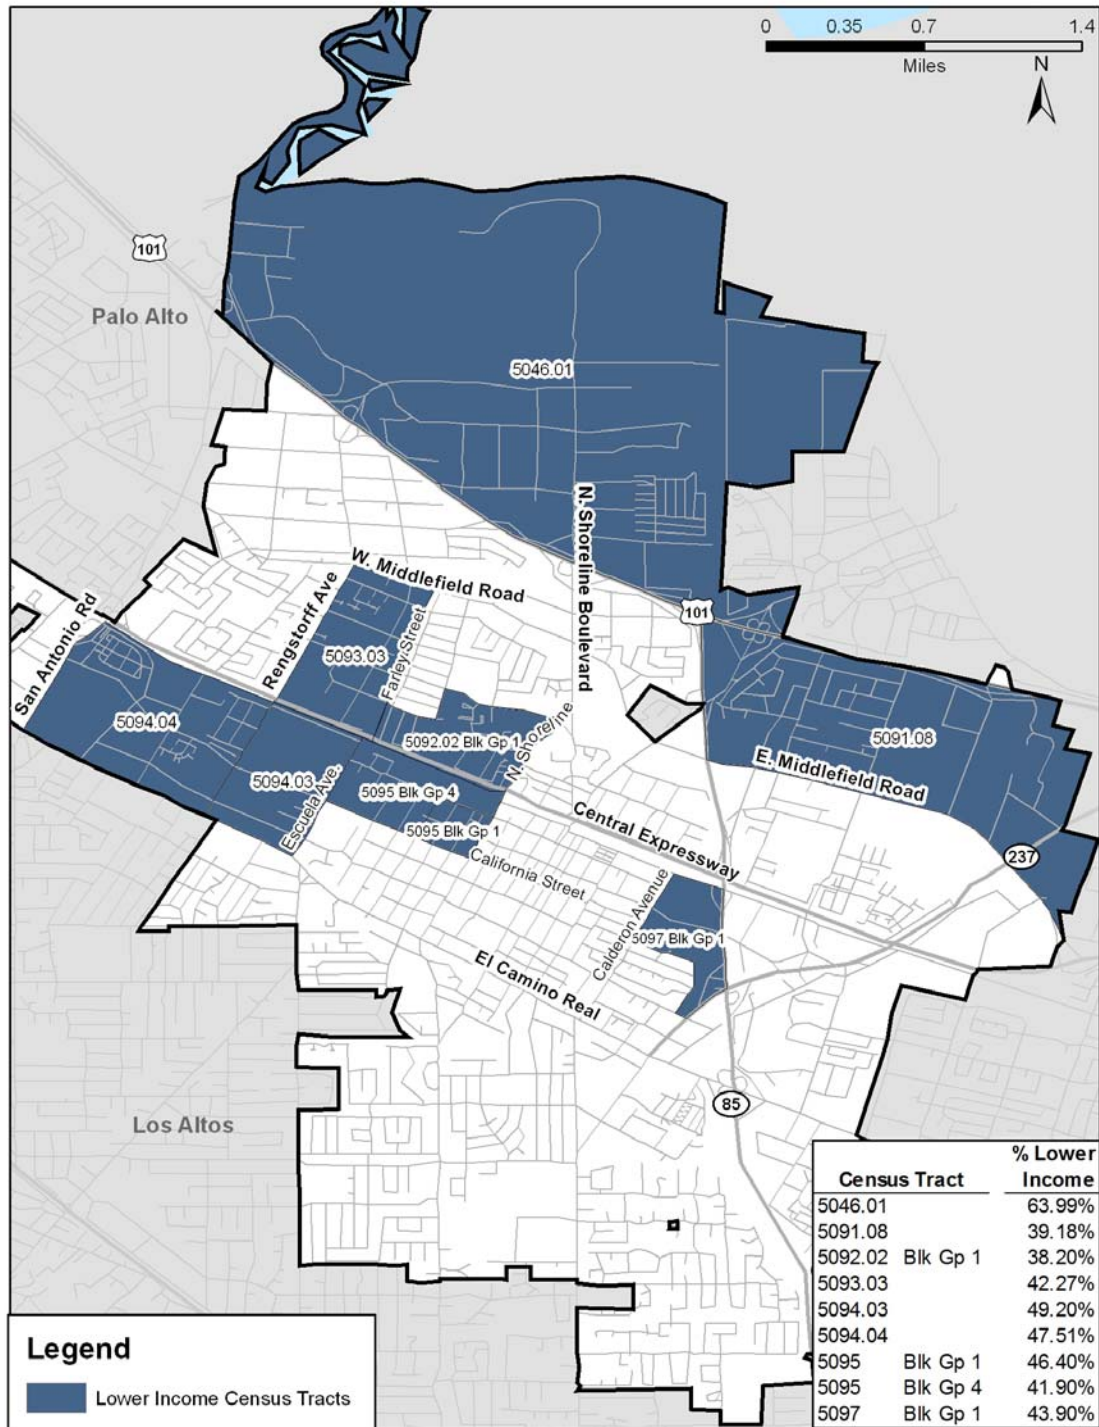 0 0.35 0.7 1.4
Miles
N
101
Palo Alto
5046.01
N. Shoreline Boulevard
W. Middlefield Road
Rengstorff Ave
San Antonio Rd
101
Farley Street
5093.03
5094.04
5092.02 Blk Gp 1
N. Shoreline
5091.08
E. Middlefield Road
5094.03
Escuela Ave.
5095 Blk Gp 4
5095 Blk Gp 1
California Street
Central Expressway
237
Calderon Avenue
5097 Blk Gp 1
El Camino Real
85
Los Altos
% Lower
Census Tract Income
5046.01 63.99%
5091.08 39.18%
5092.02 Blk Gp 1 38.20%
5093.03 42.27%
5094.03 49.20%
5094.04 47.51%
5095 Blk Gp 1 46.40%
5095 Blk Gp 4 41.90%
5097 Blk Gp 1 43.90%
Legend
Lower Income Census Tracts